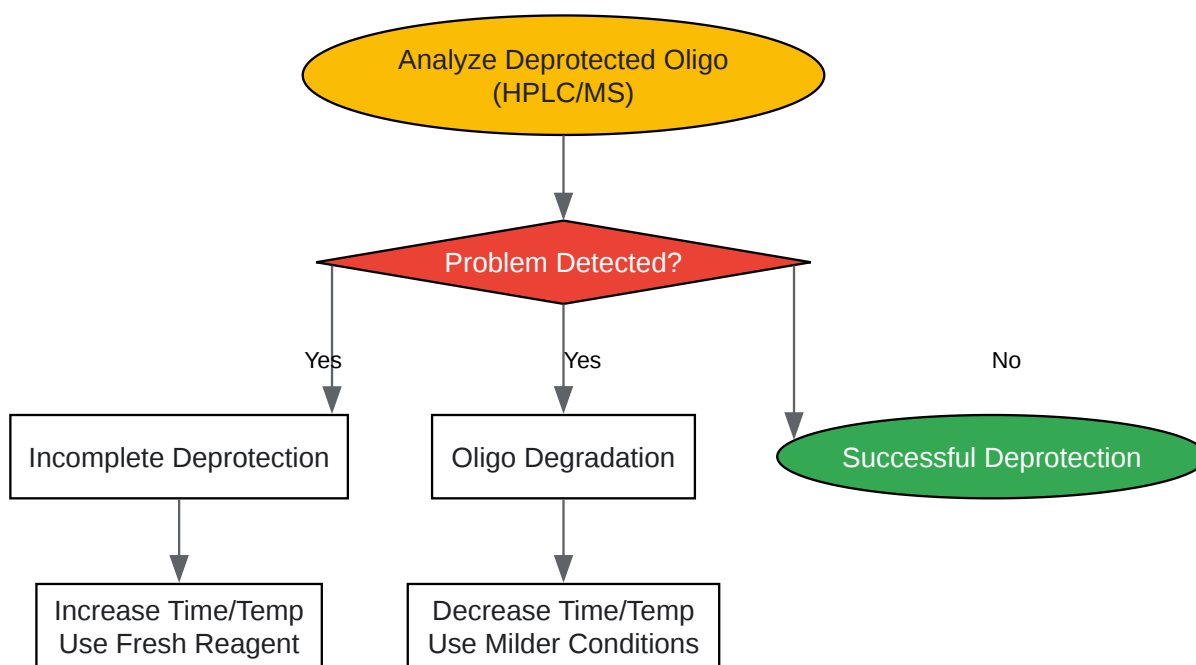 Analyze Deprotected Oligo
(HPLC/MS)
Problem Detected?
Yes
Yes
No
Incomplete Deprotection
Oligo Degradation
Successful Deprotection
Increase Time/Temp
Use Fresh Reagent
Decrease Time/Temp
Use Milder Conditions